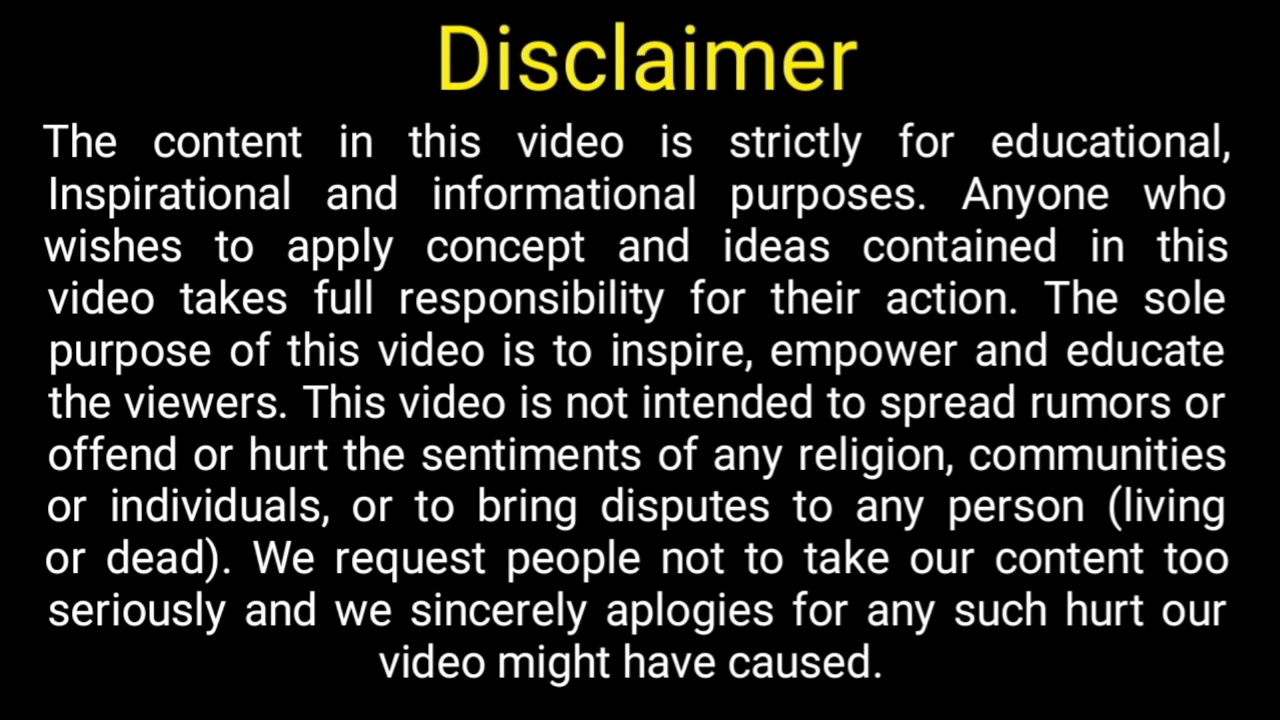 Disclaimer
The content in this video is strictly for educational,
Inspirational and informational purposes. Anyone who
wishes to apply concept and ideas contained in this
video takes full responsibility for their action. The sole
purpose of this video is to inspire, empower and educate
the viewers. This video is not intended to spread rumors or
offend or hurt the sentiments of any religion, communities
or individuals, or to bring disputes to any person (living
or dead). We request people not to take our content too
seriously and we sincerely aplogies for any such hurt our
video might have caused.